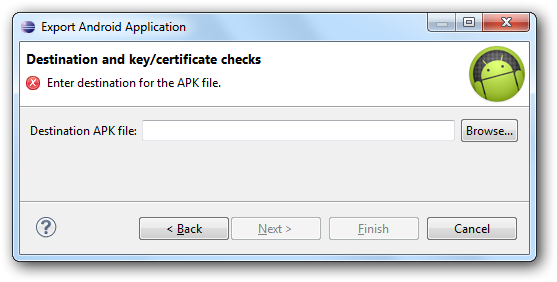 Export Android Application
Destination and key/certificate checks
Enter destination for the APK file.
Destination APK file:
Browse...
< Back
Next >
Finish
Cancel